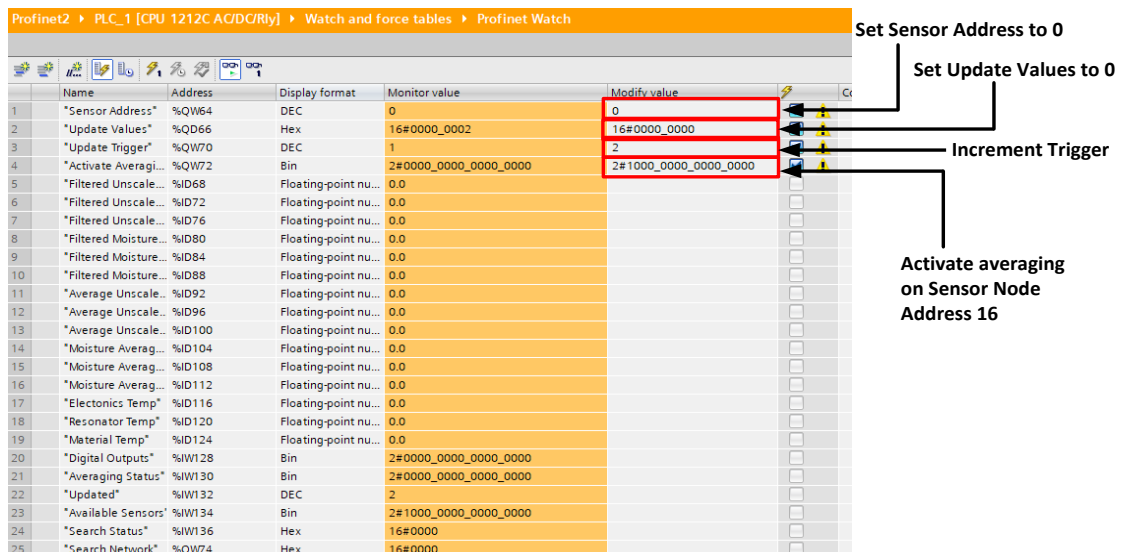 Profinet2 ▸ PLC_1 [CPU 1212C AC/DC/Rly] ▸ Watch and force tables ▸ Profinet Watch
Set Sensor Address to 0
Set Update Values to 0
Increment Trigger
Activate averaging
on Sensor Node
Address 16
Name Address Display format Monitor value Modify value
1 "Sensor Address" %QW64 DEC 0 0
2 "Update Values" %QD66 Hex 16#0000_0002 16#0000_0000
3 "Update Trigger" %QW70 DEC 1 2
4 "Activate Averagi... %QW72 Bin 2#0000_0000_0000_0000 2#1000_0000_0000_0000
5 "Filtered Unscale... %ID68 Floating-point nu... 0.0
6 "Filtered Unscale... %ID72 Floating-point nu... 0.0
7 "Filtered Unscale... %ID76 Floating-point nu... 0.0
8 "Filtered Moisture... %ID80 Floating-point nu... 0.0
9 "Filtered Moisture... %ID84 Floating-point nu... 0.0
10 "Filtered Moisture... %ID88 Floating-point nu... 0.0
11 "Average Unscale.. %ID92 Floating-point nu... 0.0
12 "Average Unscale.. %ID96 Floating-point nu... 0.0
13 "Average Unscale.. %ID100 Floating-point nu... 0.0
14 "Moisture Averag... %ID104 Floating-point nu... 0.0
15 "Moisture Averag... %ID108 Floating-point nu... 0.0
16 "Moisture Averag... %ID112 Floating-point nu... 0.0
17 "Electonics Temp" %ID116 Floating-point nu... 0.0
18 "Resonator Temp" %ID120 Floating-point nu... 0.0
19 "Material Temp" %ID124 Floating-point nu... 0.0
20 "Digital Outputs" %IW128 Bin 2#0000_0000_0000_0000
21 "Averaging Status" %IW130 Bin 2#0000_0000_0000_0000
22 "Updated" %IW132 DEC 2
23 "Available Sensors" %IW134 Bin 2#1000_0000_0000_0000
24 "Search Status" %IW136 Hex 16#0000
25 "Search Network" %QW74 Hex 16#0000